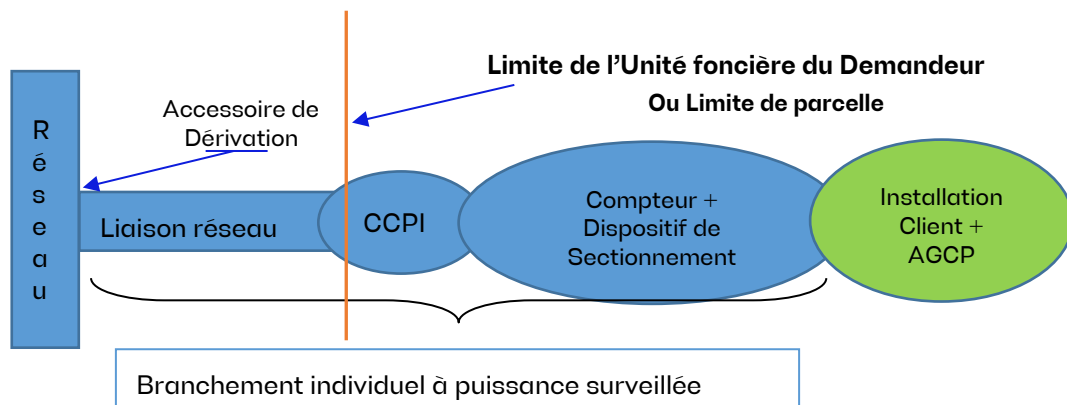 Limite de l'Unité foncière du Demandeur
Ou Limite de parcelle
Accessoire de
Dérivation
Réseau
Liaison réseau
CCPI
Compteur +
Dispositif de
Sectionnement
Installation
Client +
AGCP
Branchement individuel à puissance surveillée